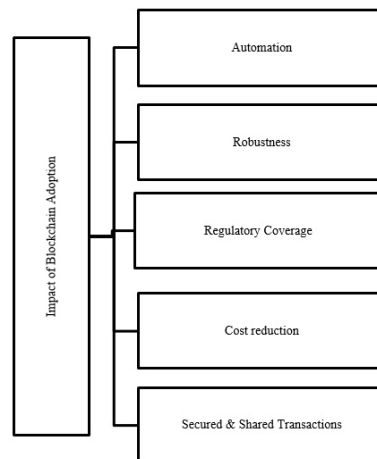 Impact of Blockchain Adoption
Automation
Robustness
Regulatory Coverage
Cost reduction
Secured & Shared Transactions